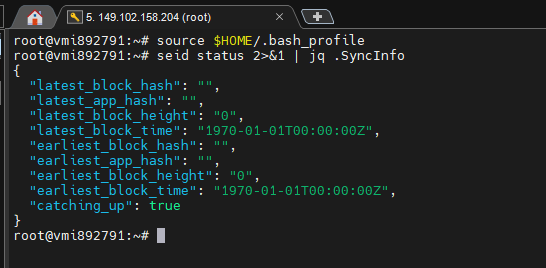 5. 149.102.158.204 (root)
root@vmi892791:~# source $HOME/.bash_profile
root@vmi892791:~# seid status 2>&1 | jq .SyncInfo
{
  "latest_block_hash": "",
  "latest_app_hash": "",
  "latest_block_height": "0",
  "latest_block_time": "1970-01-01T00:00:00Z",
  "earliest_block_hash": "",
  "earliest_app_hash": "",
  "earliest_block_height": "0",
  "earliest_block_time": "1970-01-01T00:00:00Z",
  "catching_up": true
}
root@vmi892791:~#